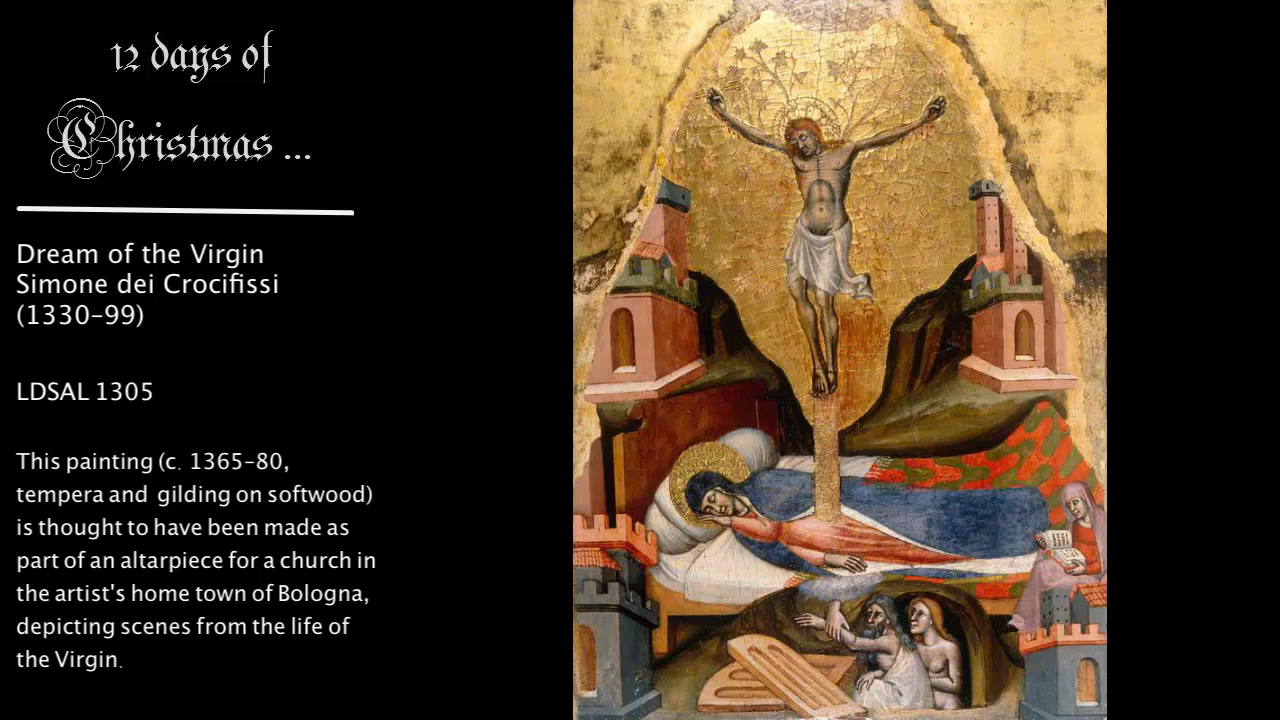 12 days of
Christmas ...
Dream of the Virgin
Simone dei Crocifissi
(1330–99)
LDSAL 1305
This painting (c. 1365–80,
tempera and gilding on softwood)
is thought to have been made as
part of an altarpiece for a church in
the artist's home town of Bologna,
depicting scenes from the life of
the Virgin.